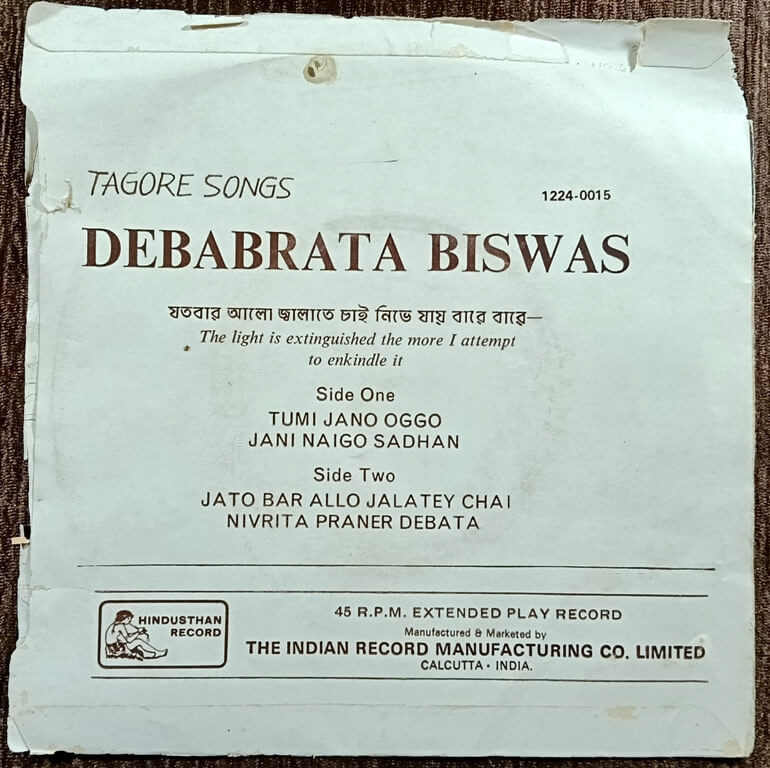 TAGORE SONGS
1224-0015
DEBABRATA BISWAS
যতবার আলো জ্বালাতে চাই নিভে যায় বারে বারে—
The light is extinguished the more I attempt
to enkindle it
Side One
TUMI JANO OGGO
JANI NAIGO SADHAN
Side Two
JATO BAR ALLO JALATEY CHAI
NIVRITA PRANER DEBATA
HINDUSTHAN
RECORD
45 R.P.M. EXTENDED PLAY RECORD
Manufactured & Marketed by
THE INDIAN RECORD MANUFACTURING CO. LIMITED
CALCUTTA • INDIA.